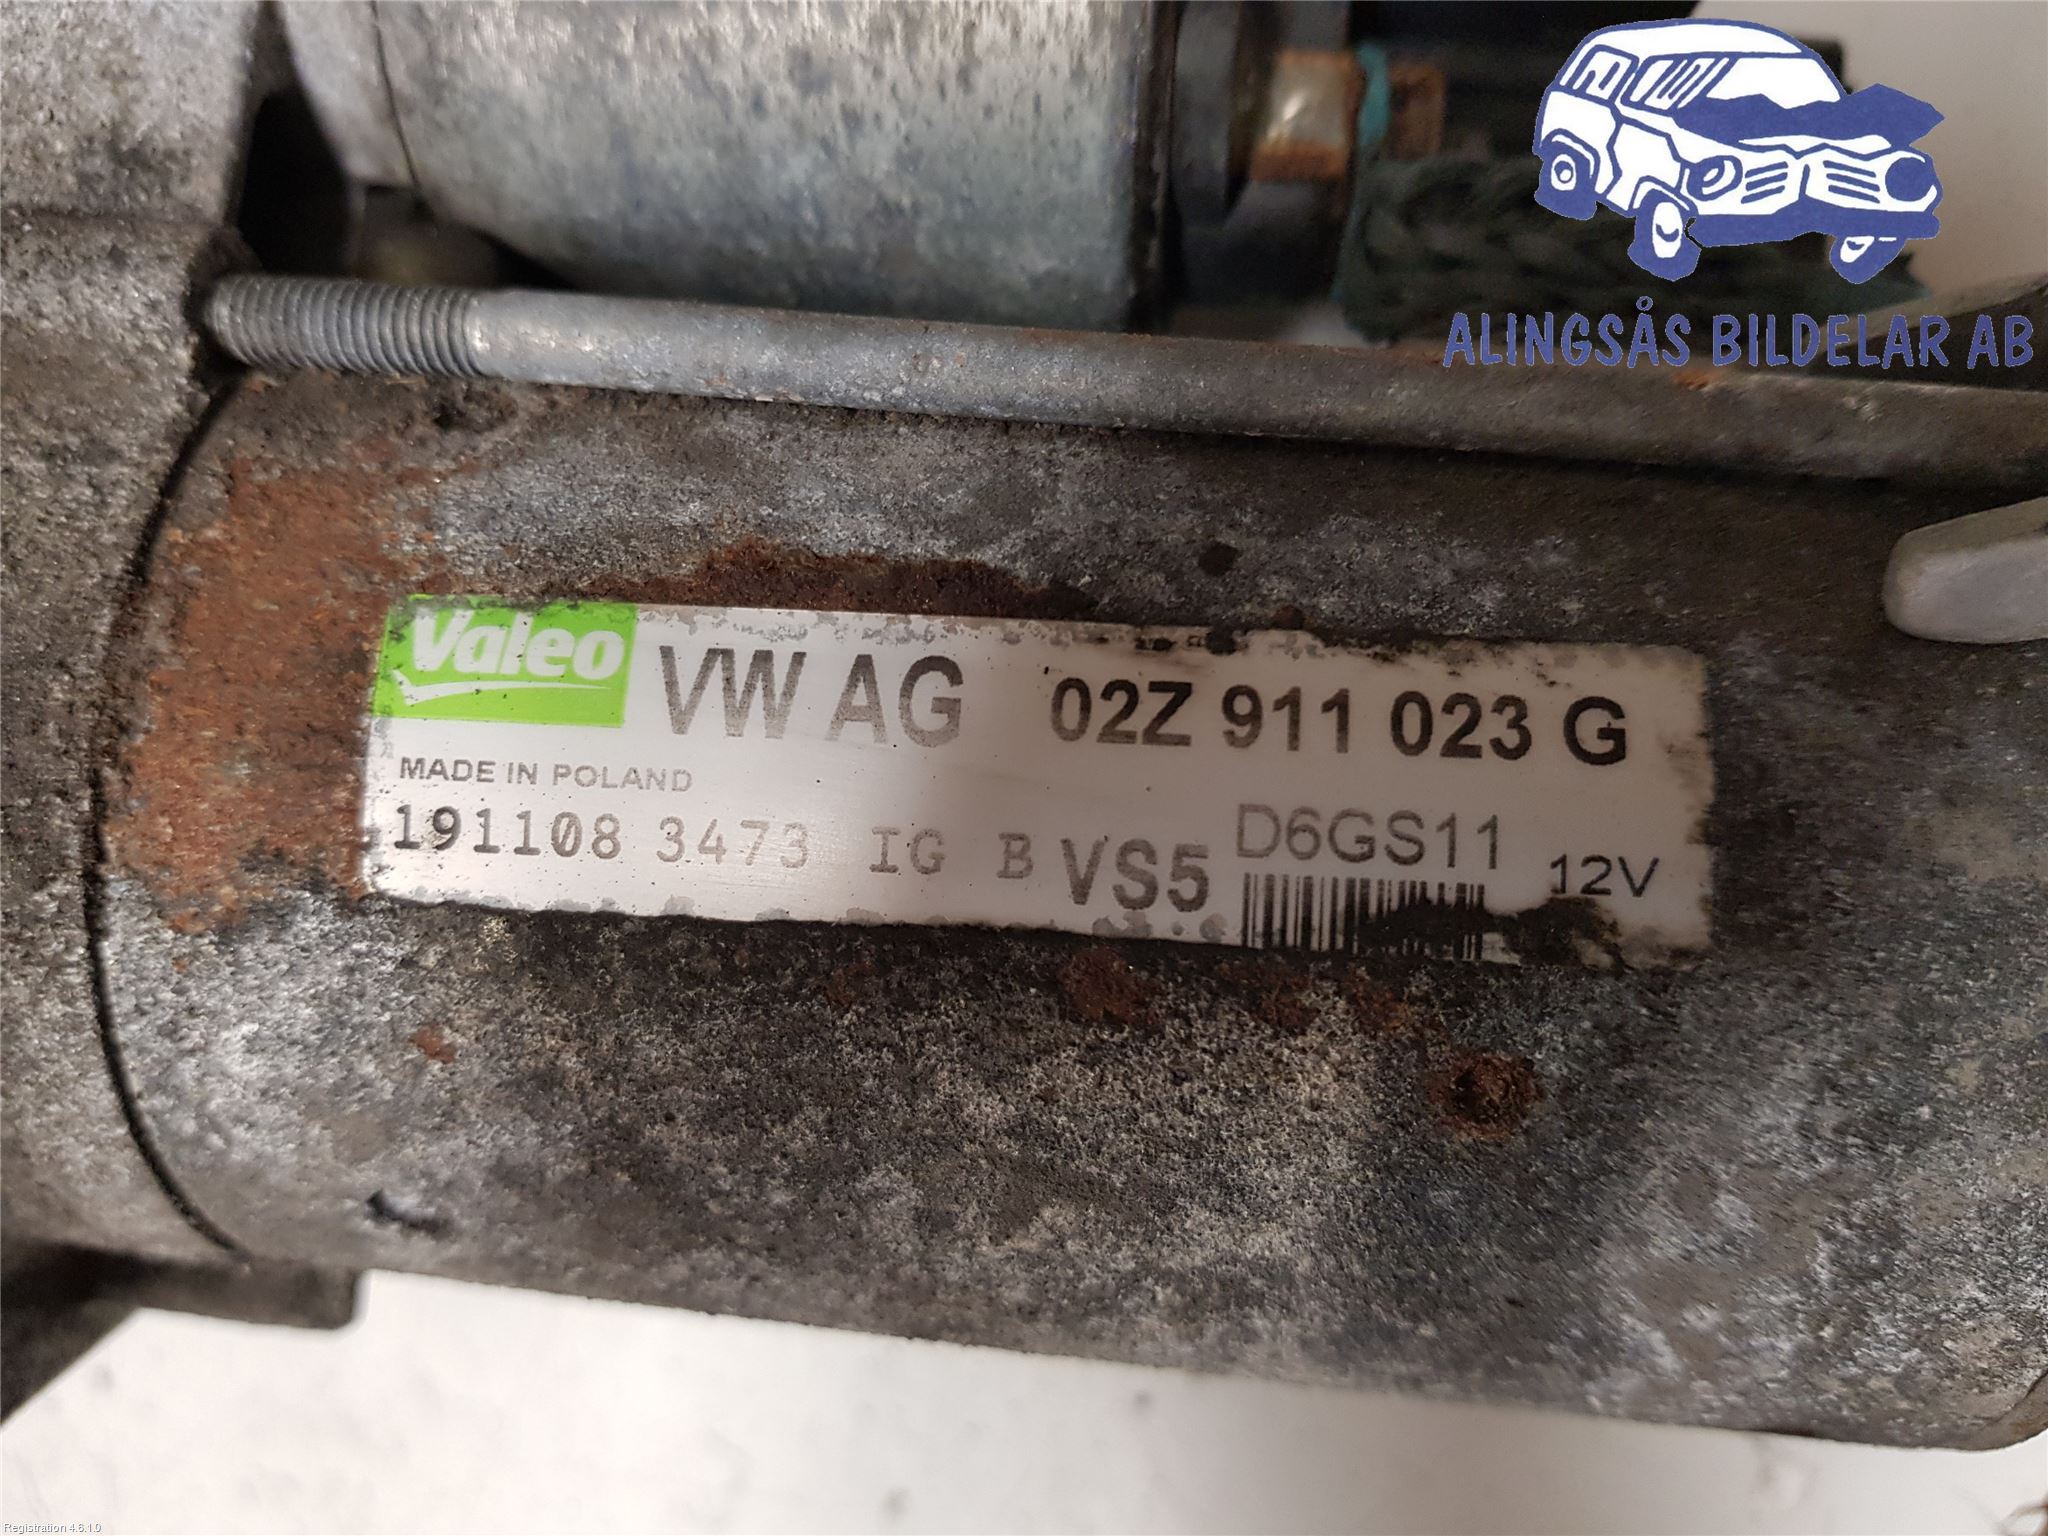 ALINGSÅS BILDELAR AB
Valeo VW AG 02Z 911 023 G
MADE IN POLAND
191108 3473 IG B VS5 D6GS11 12V
Registration 4.6.1.0